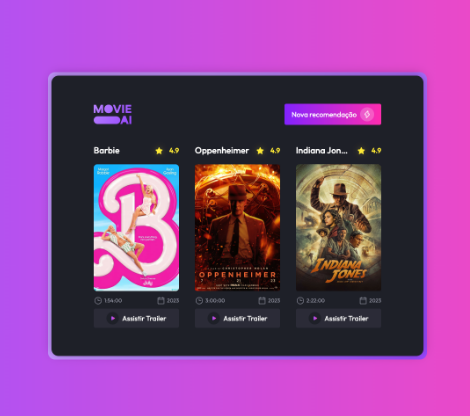 MOVIE
AI
Nova recomendação
Barbie 4.9
Oppenheimer 4.9
Indiana Jon... 4.9
B
OPPENHEIMER
INDIANA
JONES
1:54:00 2023
3:00:00 2023
2:22:00 2023
Assistir Trailer
Assistir Trailer
Assistir Trailer